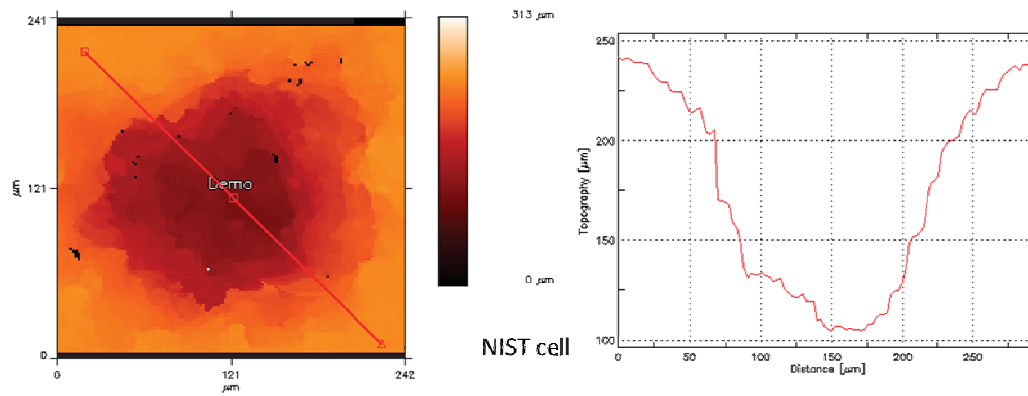 241
121
0
μm
0
121
242
μm
Demo
313 μm
0 μm
NIST cell
250
200
150
100
Topography [μm]
0
50
100
150
200
250
Distance [μm]